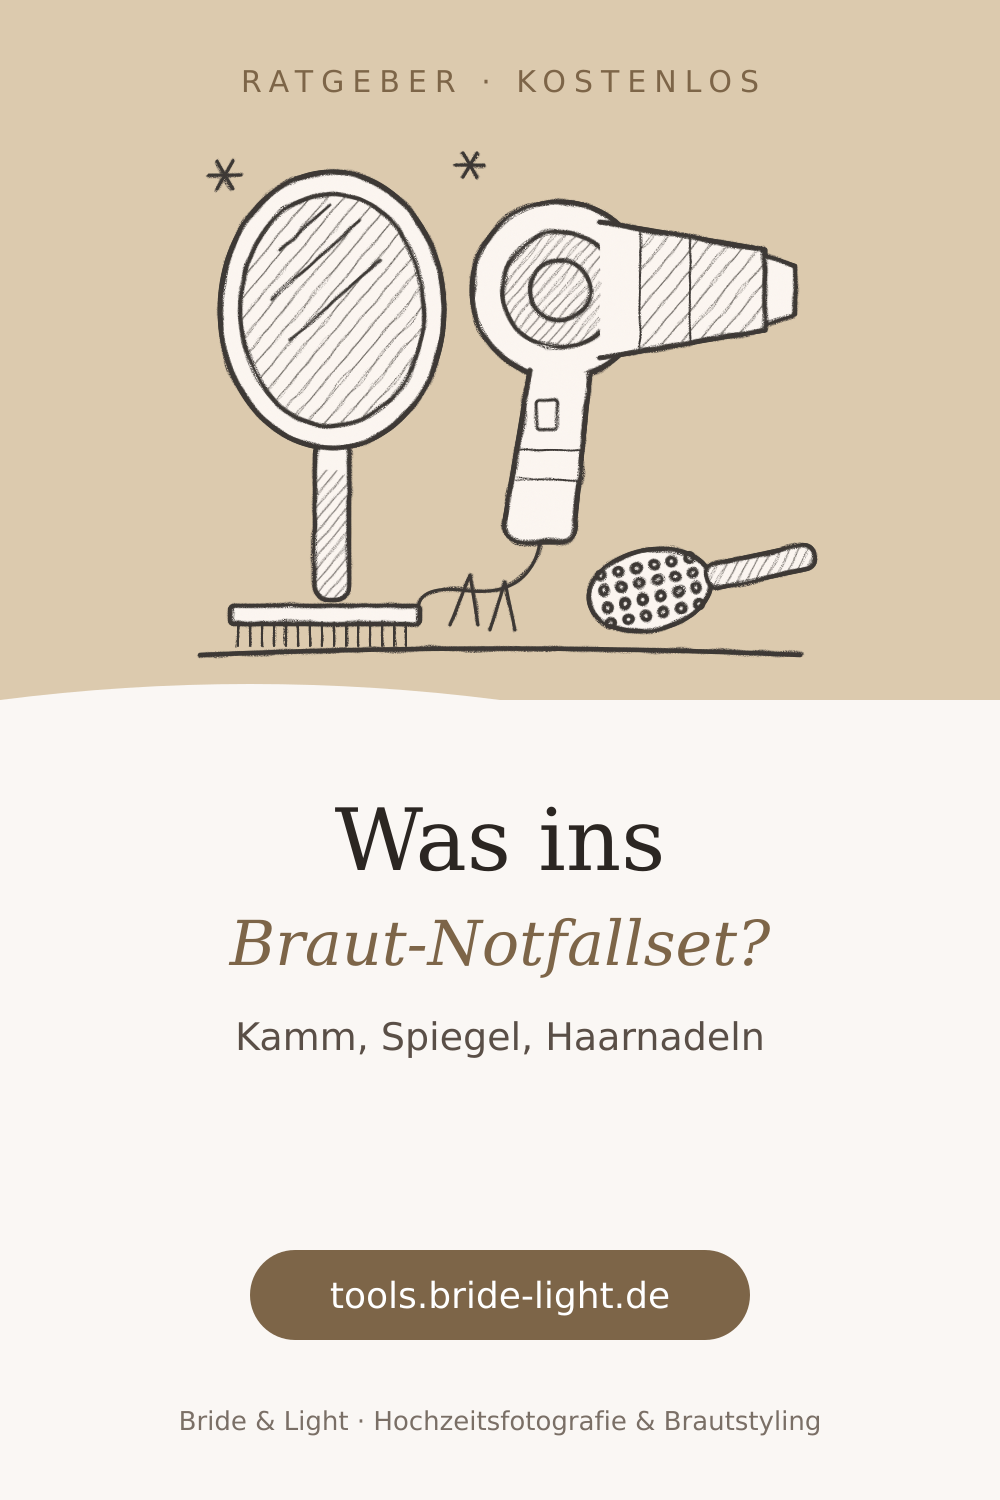 RATGEBER · KOSTENLOS
Was ins
Braut-Notfallset?
Kamm, Spiegel, Haarnadeln
tools.bride-light.de
Bride & Light · Hochzeitsfotografie & Brautstyling